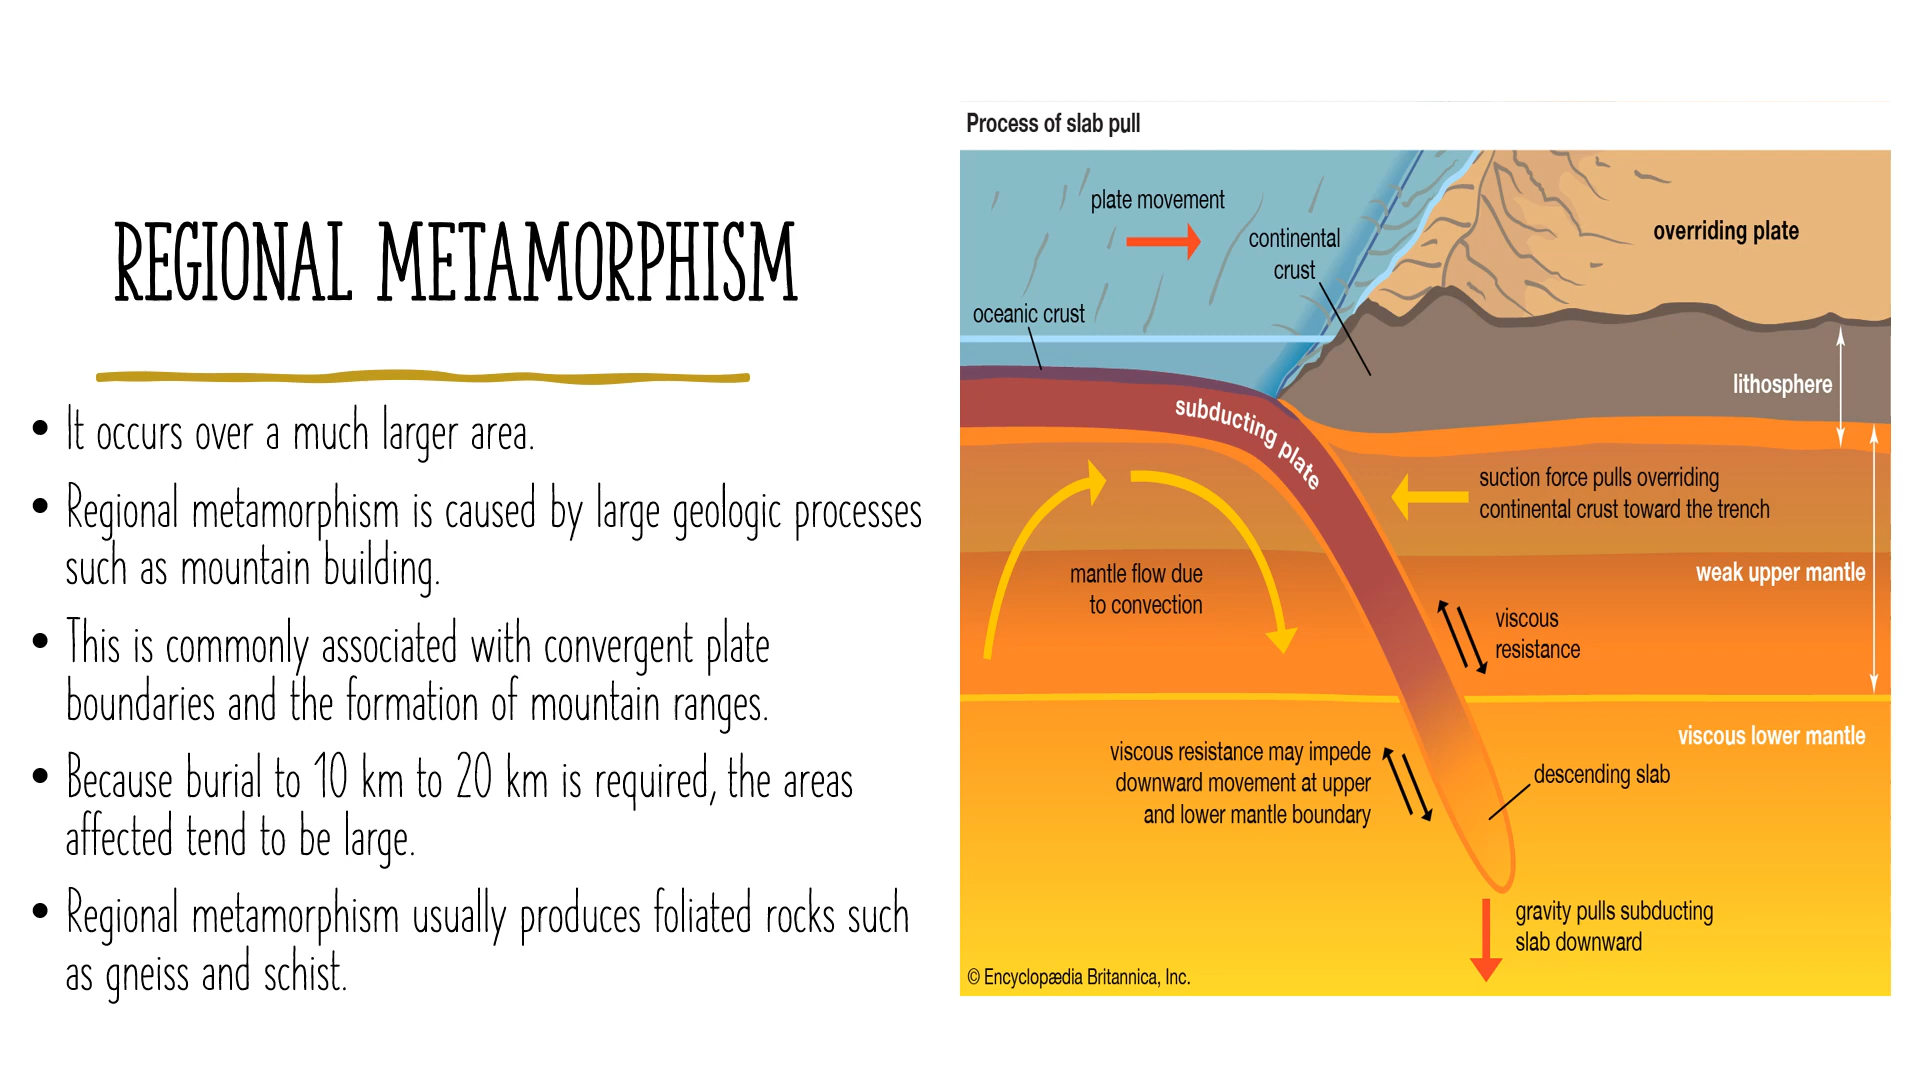 REGIONAL METAMORPHISM
• It occurs over a much larger area.
• Regional metamorphism is caused by large geologic processes
such as mountain building.
• This is commonly associated with convergent plate
boundaries and the formation of mountain ranges.
• Because burial to 10 km to 20 km is required, the areas
affected tend to be large.
• Regional metamorphism usually produces foliated rocks such
as gneiss and schist.
Process of slab pull
plate movement
continental
crust
overriding plate
oceanic crust
lithosphere
subducting plate
suction force pulls overriding
continental crust toward the trench
mantle flow due
to convection
weak upper mantle
viscous
resistance
viscous lower mantle
viscous resistance may impede
downward movement at upper
and lower mantle boundary
descending slab
gravity pulls subducting
slab downward
© Encyclopædia Britannica, Inc.